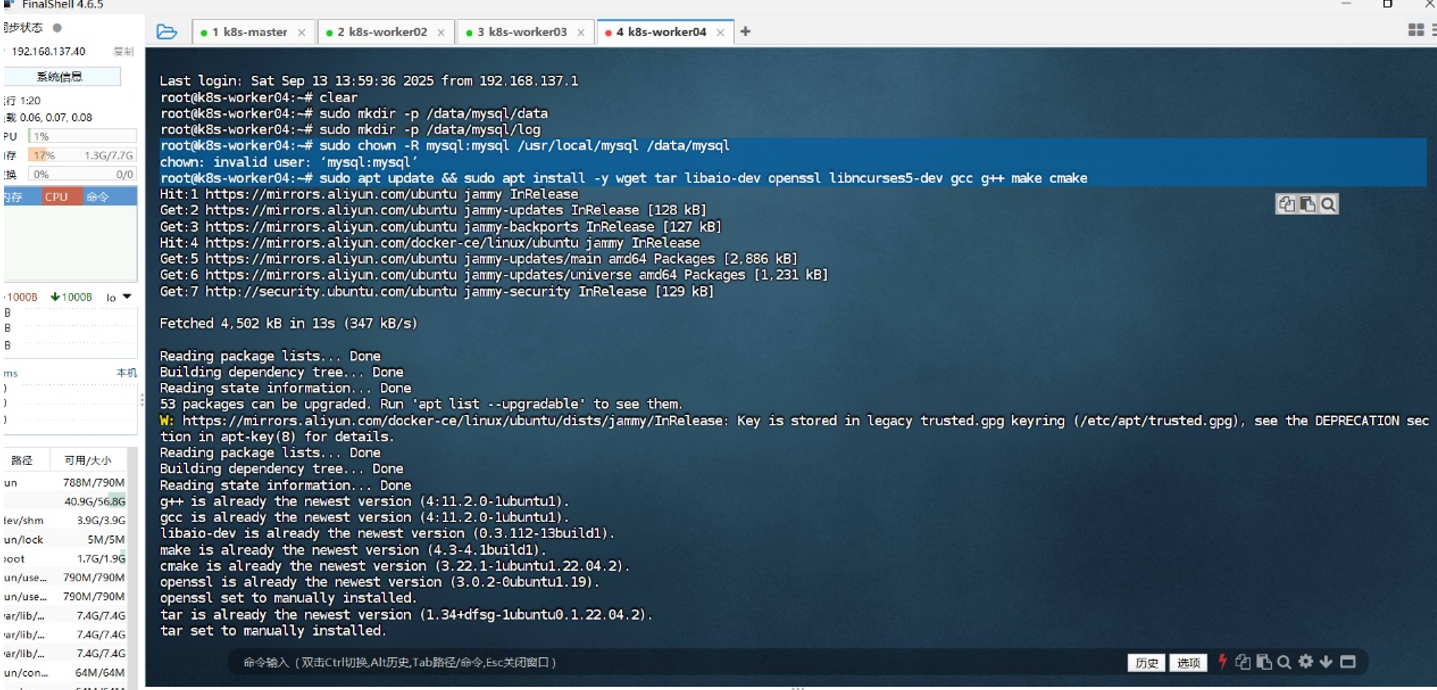 FinalShell 4.6.5
同步状态
192.168.137.40 复制
系统信息
运行 1:20
负载 0.06, 0.07, 0.08
CPU 1%
内存 17% 1.3G/7.7G
交换 0% 0/0
内存 CPU 命令
1000B 1000B lo
B
B
B
ms 本机
路径 可用/大小
un 788M/790M
40.9G/56.8G
dev/shm 3.9G/3.9G
un/lock 5M/5M
boot 1.7G/1.9G
un/use... 790M/790M
un/use... 790M/790M
var/lib/... 7.4G/7.4G
var/lib/... 7.4G/7.4G
var/lib/... 7.4G/7.4G
un/con... 64M/64M
1 k8s-master × 2 k8s-worker02 × 3 k8s-worker03 × 4 k8s-worker04 × +
Last login: Sat Sep 13 13:59:36 2025 from 192.168.137.1
root@k8s-worker04:~# clear
root@k8s-worker04:~# sudo mkdir -p /data/mysql/data
root@k8s-worker04:~# sudo mkdir -p /data/mysql/log
root@k8s-worker04:~# sudo chown -R mysql:mysql /usr/local/mysql /data/mysql
chown: invalid user: ‘mysql:mysql’
root@k8s-worker04:~# sudo apt update && sudo apt install -y wget tar libaio-dev openssl libncurses5-dev gcc g++ make cmake
Hit:1 https://mirrors.aliyun.com/ubuntu jammy InRelease
Get:2 https://mirrors.aliyun.com/ubuntu jammy-updates InRelease [128 kB]
Get:3 https://mirrors.aliyun.com/ubuntu jammy-backports InRelease [127 kB]
Hit:4 https://mirrors.aliyun.com/docker-ce/linux/ubuntu jammy InRelease
Get:5 https://mirrors.aliyun.com/ubuntu jammy-updates/main amd64 Packages [2,886 kB]
Get:6 https://mirrors.aliyun.com/ubuntu jammy-updates/universe amd64 Packages [1,231 kB]
Get:7 http://security.ubuntu.com/ubuntu jammy-security InRelease [129 kB]
Fetched 4,502 kB in 13s (347 kB/s)
Reading package lists... Done
Building dependency tree... Done
Reading state information... Done
53 packages can be upgraded. Run 'apt list --upgradable' to see them.
W: https://mirrors.aliyun.com/docker-ce/linux/ubuntu/dists/jammy/InRelease: Key is stored in legacy trusted.gpg keyring (/etc/apt/trusted.gpg), see the DEPRECATION sec
tion in apt-key(8) for details.
Reading package lists... Done
Building dependency tree... Done
Reading state information... Done
g++ is already the newest version (4:11.2.0-1ubuntu1).
gcc is already the newest version (4:11.2.0-1ubuntu1).
libaio-dev is already the newest version (0.3.112-13build1).
make is already the newest version (4.3-4.1build1).
cmake is already the newest version (3.22.1-1ubuntu1.22.04.2).
openssl is already the newest version (3.0.2-0ubuntu1.19).
openssl set to manually installed.
tar is already the newest version (1.34+dfsg-1ubuntu0.1.22.04.2).
tar set to manually installed.
命令输入 (双击Ctrl切换,Alt历史,Tab路径/命令,Esc关闭窗口) 历史 选项